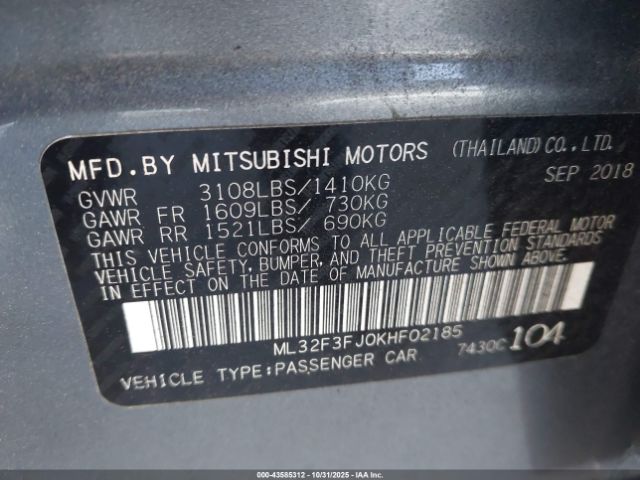 MFD.BY MITSUBISHI MOTORS (THAILAND) CO., LTD.
SEP 2018
GVWR 3108LBS/1410KG
GAWR FR 1609LBS/ 730KG
GAWR RR 1521LBS/ 690KG
THIS VEHICLE CONFORMS TO ALL APPLICABLE FEDERAL MOTOR
VEHICLE SAFETY, BUMPER, AND THEFT PREVENTION STANDARDS
IN EFFECT ON THE DATE OF MANUFACTURE SHOWN ABOVE.
ML32F3FJ0KHF02185
7430C 104
VEHICLE TYPE:PASSENGER CAR
000-43585312 - 10/31/2025 - IAA, Inc.